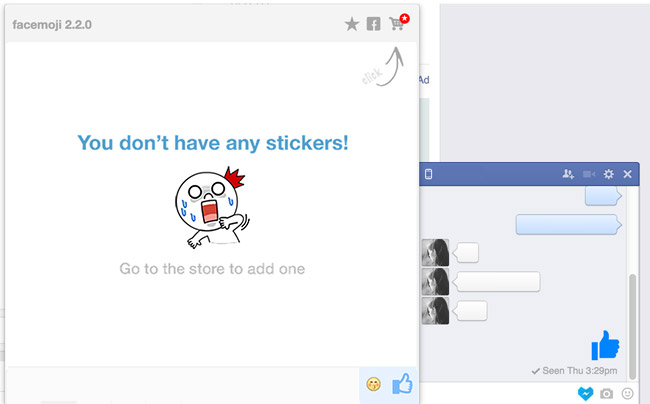 facemoji 2.2.0
click
Ad
You don't have any stickers!
Go to the store to add one
Seen Thu 3:29pm